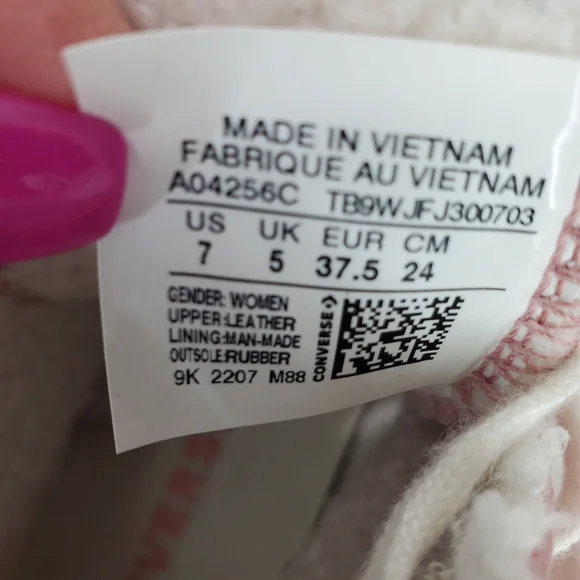 MADE IN VIETNAM
FABRIQUE AU VIETNAM
A04256C TB9WJFJ300703
US UK EUR CM
7 5 37.5 24
GENDER: WOMEN
UPPER:LEATHER
LINING:MAN-MADE
OUTSOLE:RUBBER
9K 2207 M88
CONVERSE
VERS